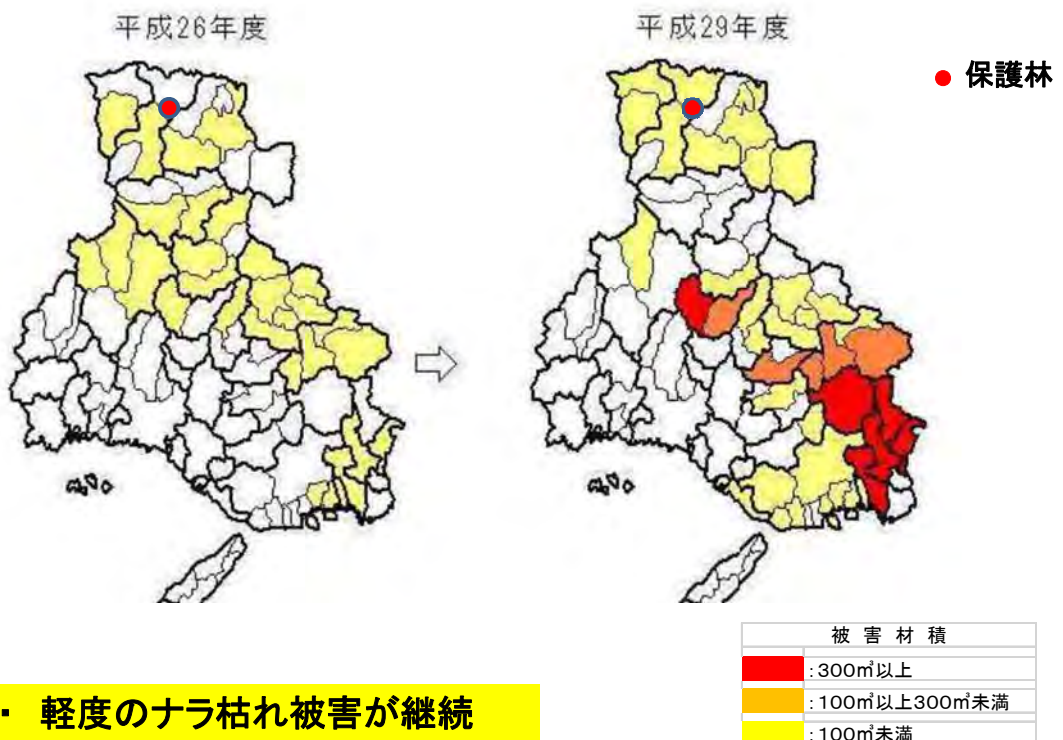 平成26年度
平成29年度
● 保護林
被害材積
:300㎥以上
:100㎥以上300㎥未満
:100㎥未満
・ 軽度のナラ枯れ被害が継続